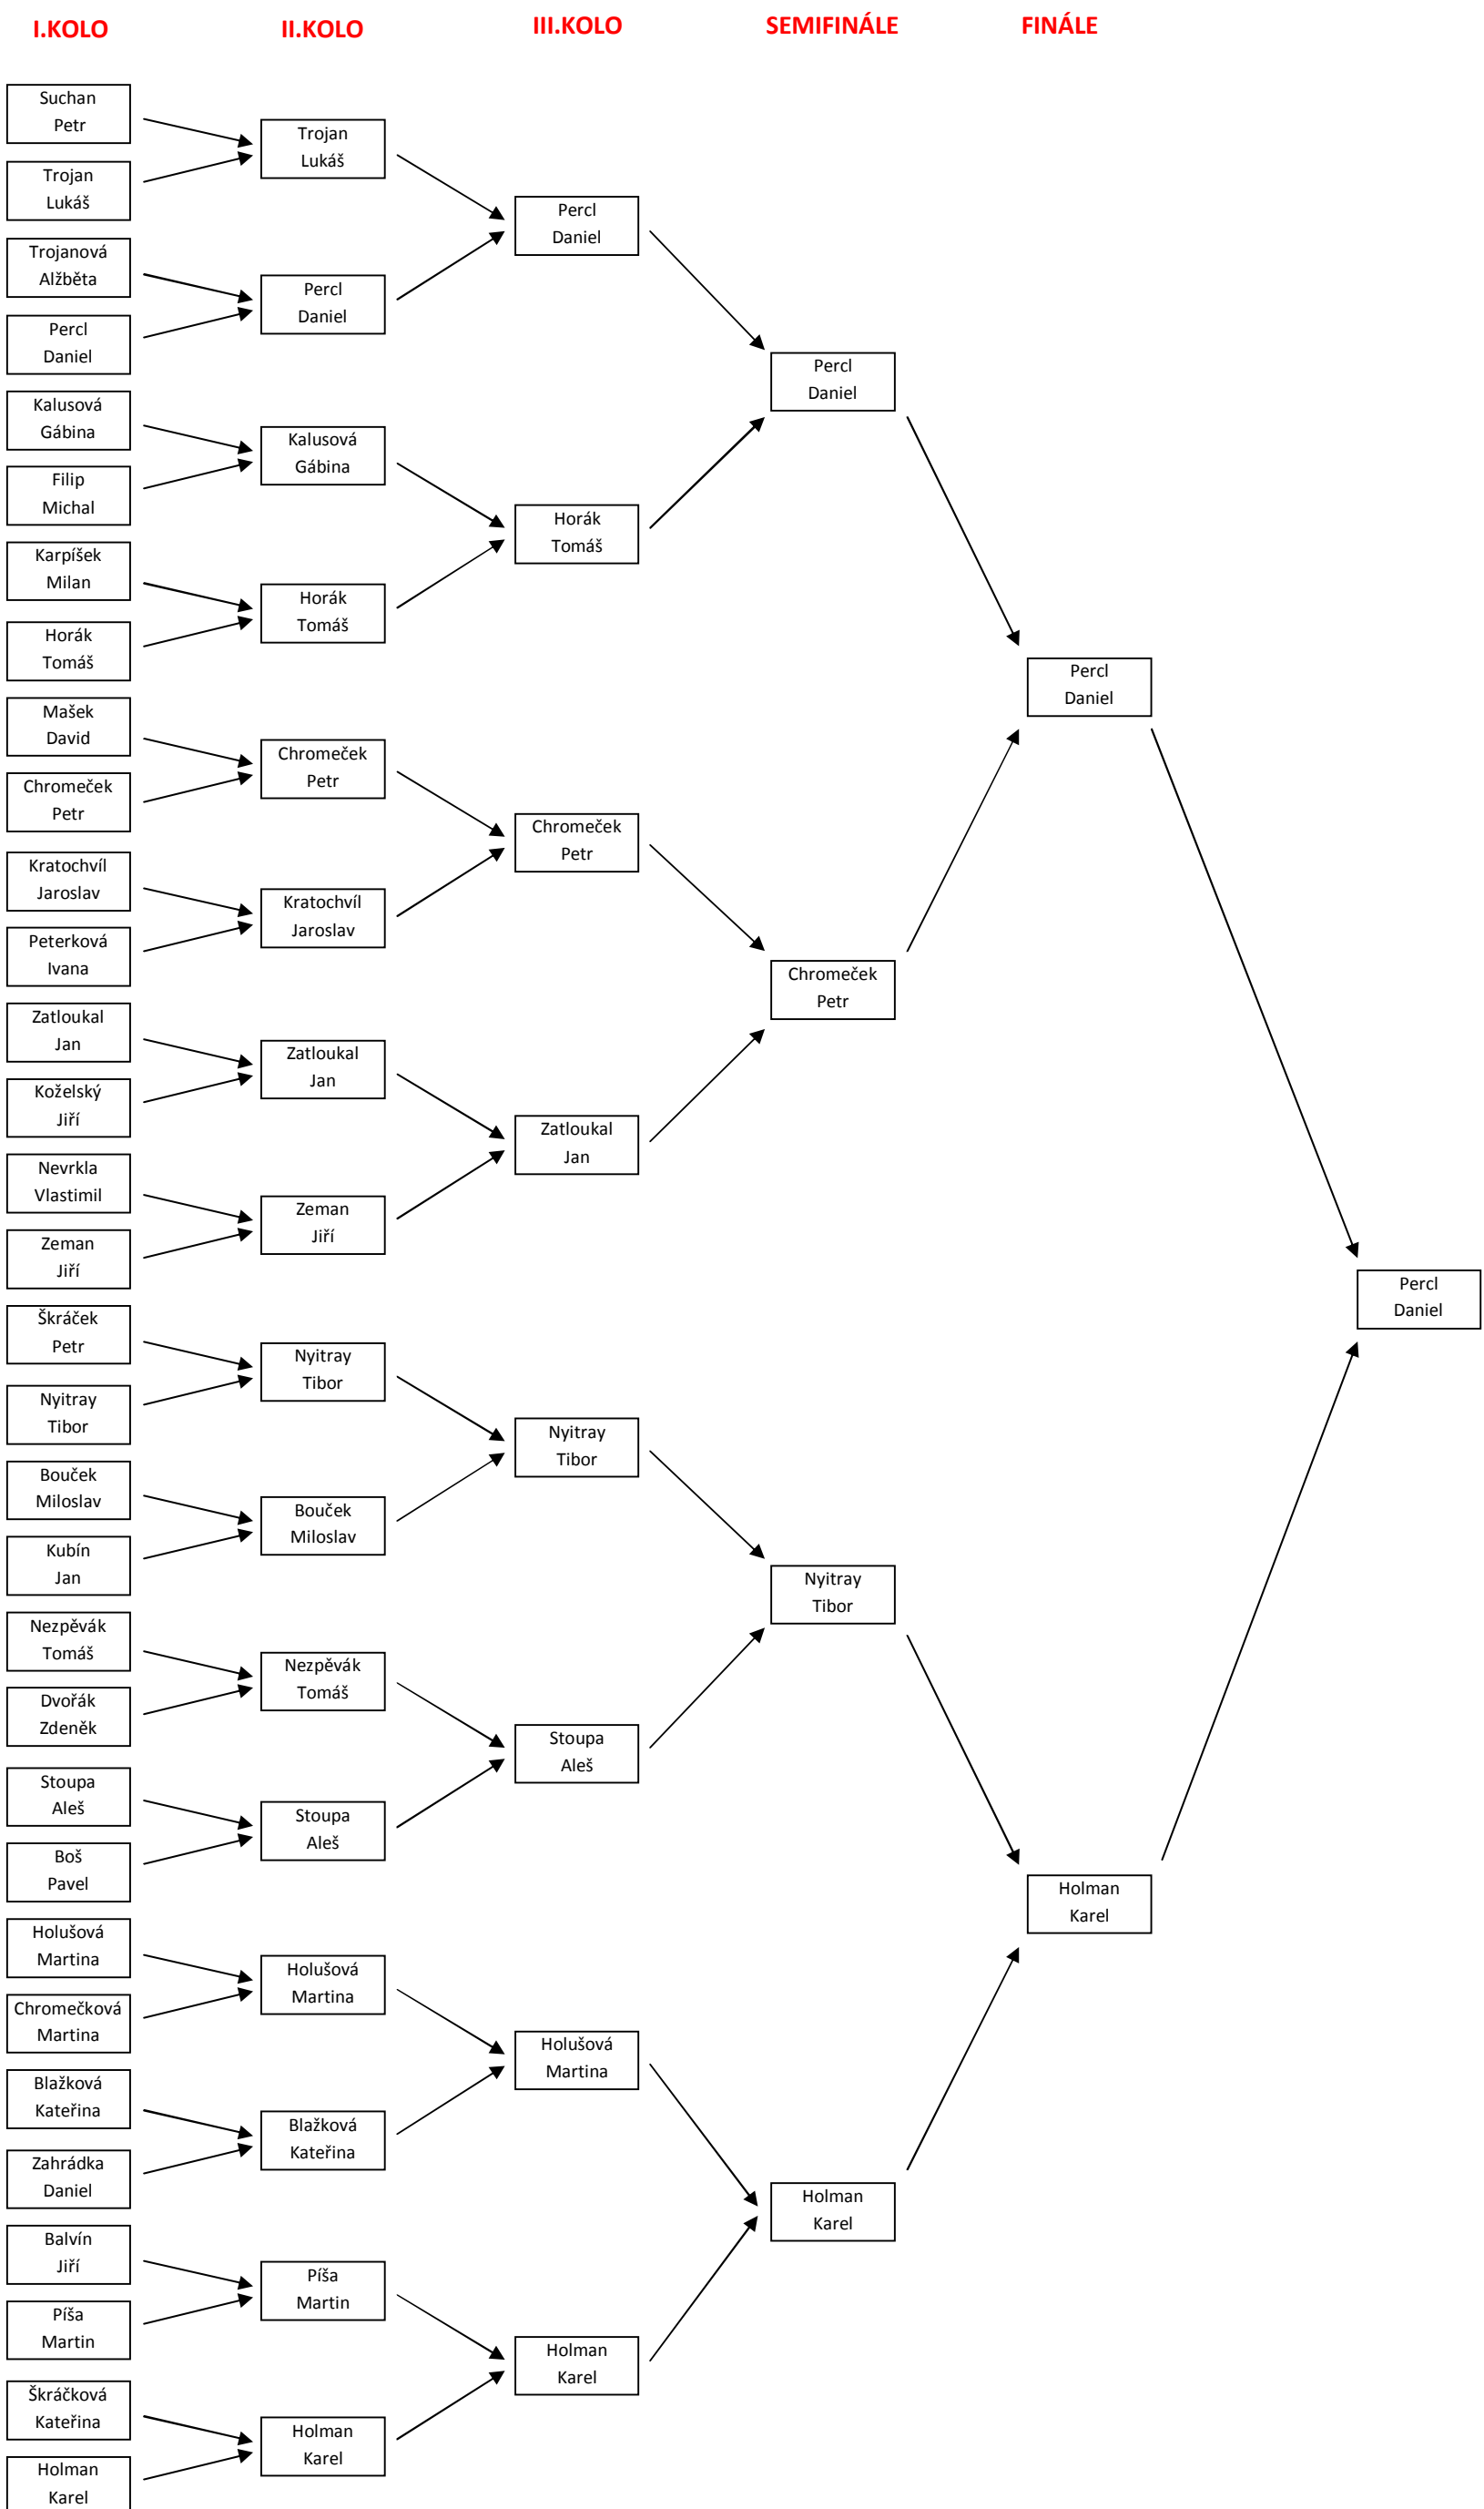 I.KOLO
II.KOLO
III.KOLO
SEMIFINÁLE
FINÁLE
Suchan
Petr
Trojan
Lukáš
Trojanová
Alžběta
Percl
Daniel
Kalusová
Gábina
Filip
Michal
Karpíšek
Milan
Horák
Tomáš
Mašek
David
Chromeček
Petr
Kratochvíl
Jaroslav
Peterková
Ivana
Zatloukal
Jan
Koželský
Jiří
Nevrkla
Vlastimil
Zeman
Jiří
Škráček
Petr
Nyitray
Tibor
Bouček
Miloslav
Kubín
Jan
Nezpěvák
Tomáš
Dvořák
Zdeněk
Stoupa
Aleš
Boš
Pavel
Holušová
Martina
Chromečková
Martina
Blažková
Kateřina
Zahrádka
Daniel
Balvín
Jiří
Píša
Martin
Škráčková
Kateřina
Holman
Karel
Trojan
Lukáš
Percl
Daniel
Kalusová
Gábina
Horák
Tomáš
Chromeček
Petr
Kratochvíl
Jaroslav
Zatloukal
Jan
Zeman
Jiří
Nyitray
Tibor
Bouček
Miloslav
Nezpěvák
Tomáš
Stoupa
Aleš
Holušová
Martina
Blažková
Kateřina
Píša
Martin
Holman
Karel
Percl
Daniel
Horák
Tomáš
Chromeček
Petr
Zatloukal
Jan
Nyitray
Tibor
Stoupa
Aleš
Holušová
Martina
Holman
Karel
Percl
Daniel
Chromeček
Petr
Nyitray
Tibor
Holman
Karel
Percl
Daniel
Holman
Karel
Percl
Daniel